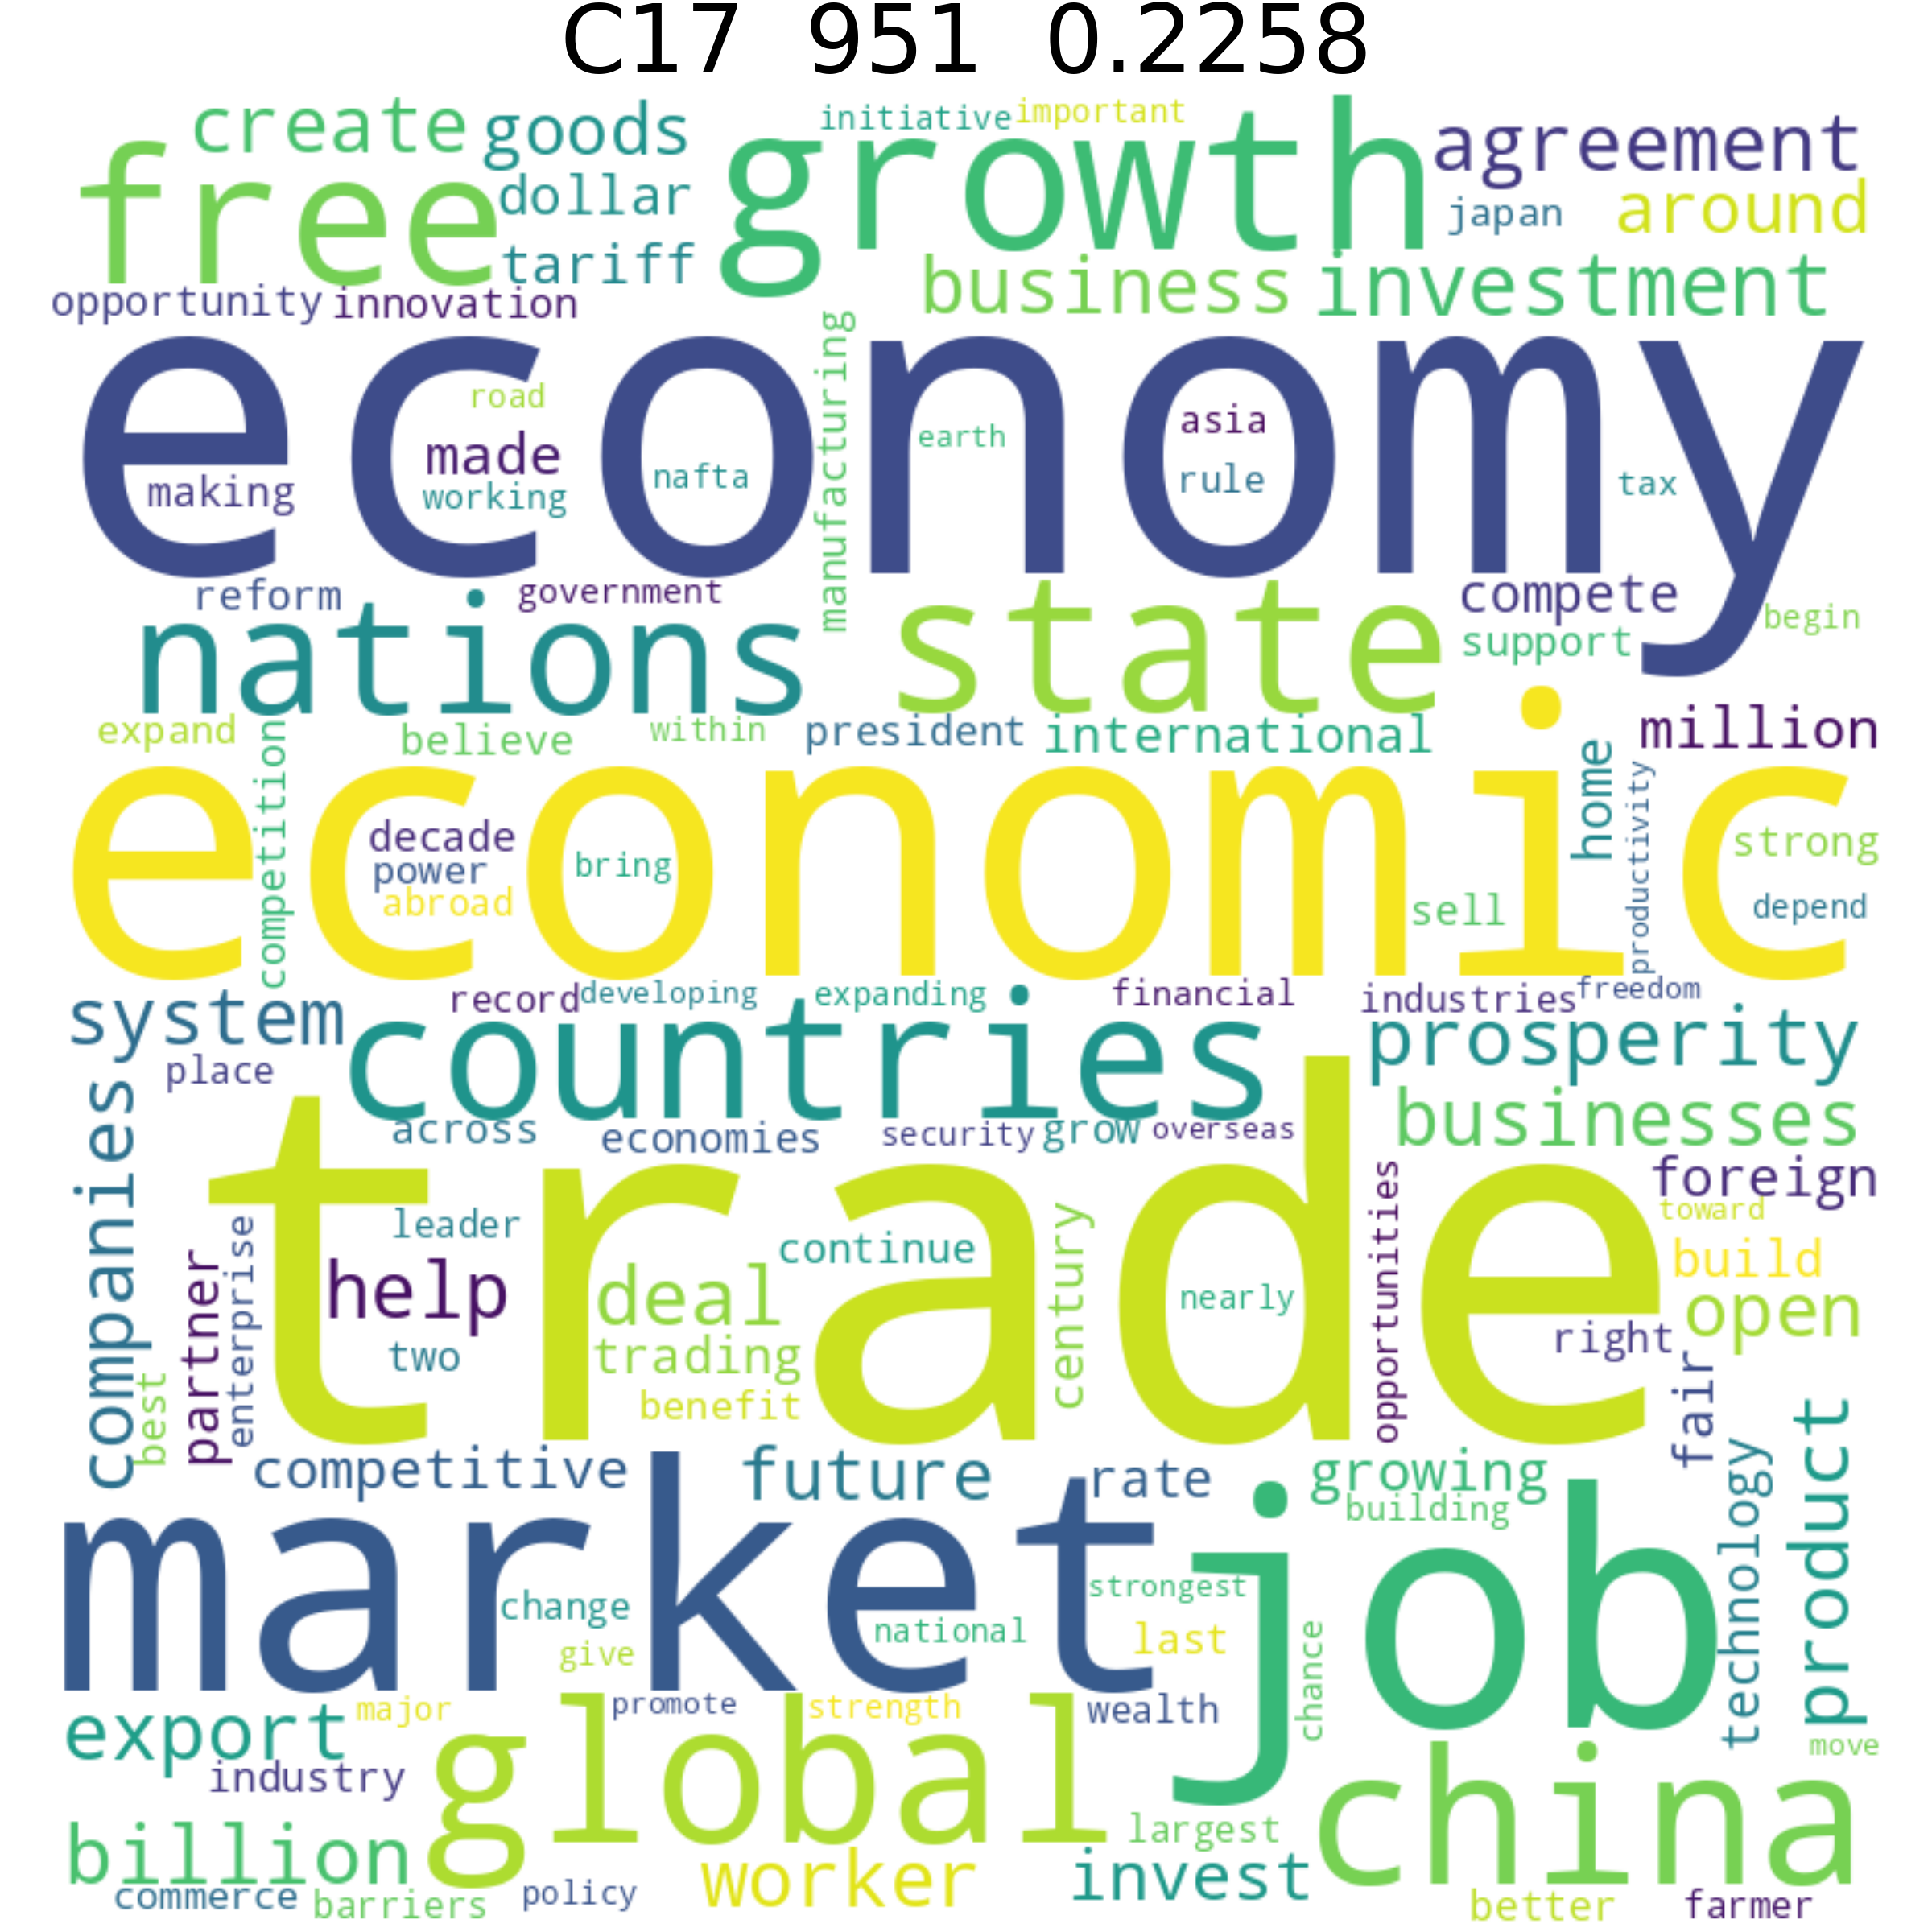 C17 951 0.2258
create goods initiative important growth agreement
free dollar japan around
tariff business investment
opportunity innovation
economy
road made making working nafta manufacturing earth asia rule tax
reform government compete begin
nations state support
expand believe within president international million
competition economic home productivity strong
decade power abroad bring sell depend
system record developing expanding financial industries freedom
place countries prosperity
companies across economies security grow overseas businesses
trade foreign
toward
leader continue century opportunities build
partner enterprise help deal nearly open
two trading right
best benefit fair product
competitive future rate growing technology
building
market job
change strongest
give national last chance
export major promote strength wealth move
industry global china
billion largest
worker invest
commerce barriers policy better farmer